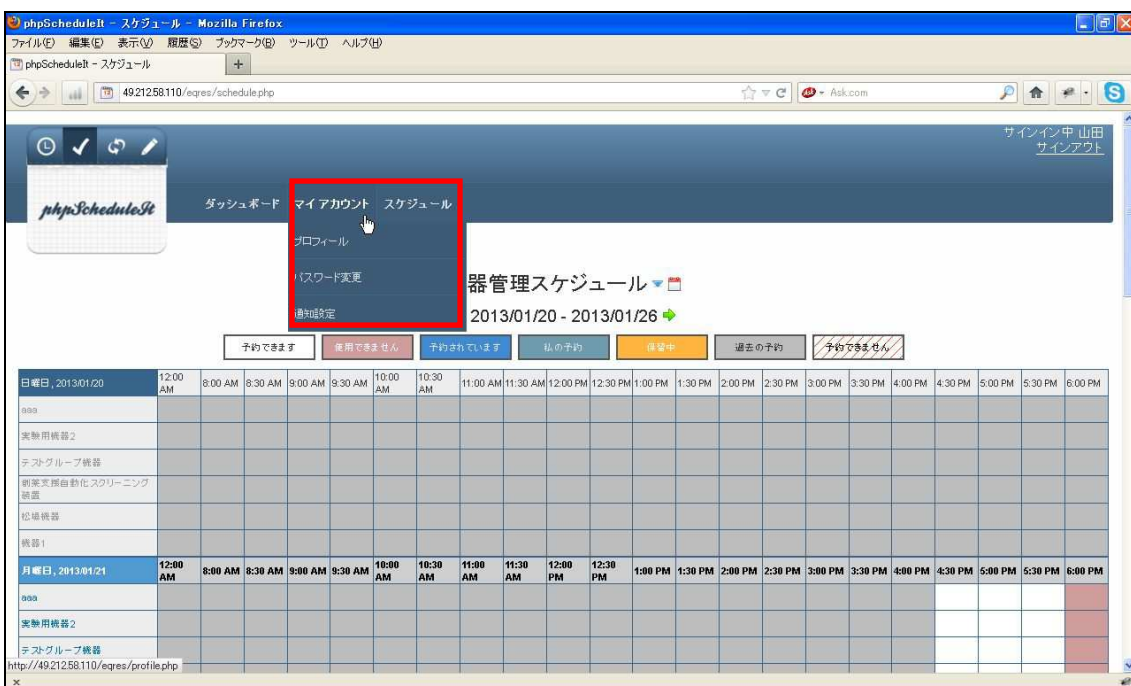 phpScheduleIt - スケジュール - Mozilla Firefox
ファイル(F) 編集(E) 表示(V) 履歴(S) ブックマーク(B) ツール(T) ヘルプ(H)
phpScheduleIt - スケジュール +
49.212.58.110/eqres/schedule.php Ask.com
サインイン中 山田
サインアウト
phpScheduleIt
ダッシュボード マイ アカウント スケジュール
プロフィール
パスワード変更
通知設定
器管理スケジュール
2013/01/20 - 2013/01/26
予約できます 使用できません 予約されています 私の予約 保留中 過去の予約 予約できません
日曜日, 2013/01/20 12:00 AM 8:00 AM 8:30 AM 9:00 AM 9:30 AM 10:00 AM 10:30 AM 11:00 AM 11:30 AM 12:00 PM 12:30 PM 1:00 PM 1:30 PM 2:00 PM 2:30 PM 3:00 PM 3:30 PM 4:00 PM 4:30 PM 5:00 PM 5:30 PM 6:00 PM
aaa
実験用機器2
テストグループ機器
創薬支援自動化スクリーニング
装置
松場機器
機器1
月曜日, 2013/01/21 12:00 AM 8:00 AM 8:30 AM 9:00 AM 9:30 AM 10:00 AM 10:30 AM 11:00 AM 11:30 AM 12:00 PM 12:30 PM 1:00 PM 1:30 PM 2:00 PM 2:30 PM 3:00 PM 3:30 PM 4:00 PM 4:30 PM 5:00 PM 5:30 PM 6:00 PM
aaa
実験用機器2
テストグループ機器
http://49.212.58.110/eqres/profile.php